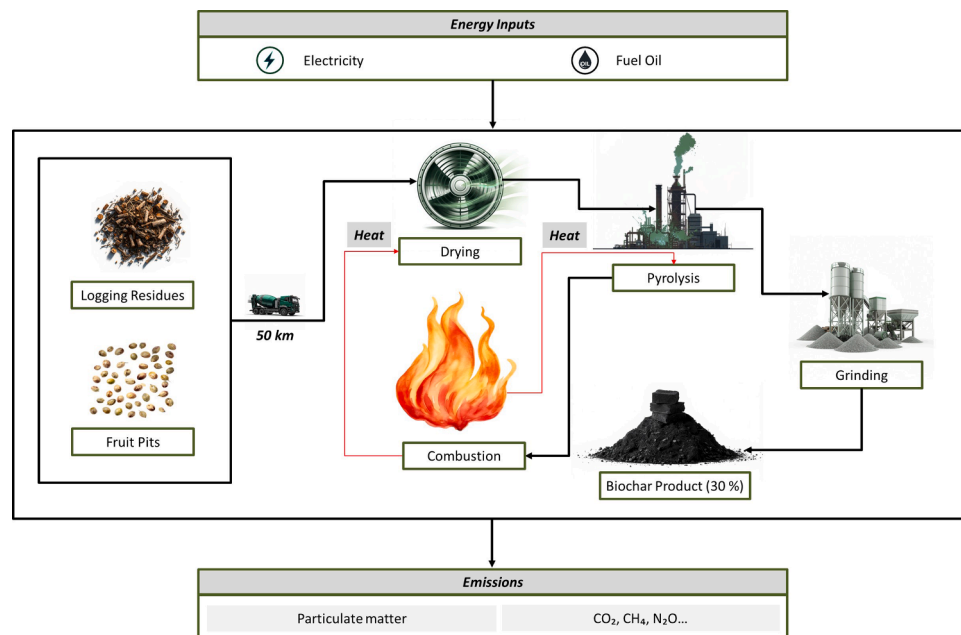 Energy Inputs
Electricity
OIL
Fuel Oil
Heat
Heat
Drying
Pyrolysis
Logging Residues
50 km
Grinding
Fruit Pits
Combustion
Biochar Product (30 %)
Emissions
Particulate matter
CO₂, CH₄, N₂O...